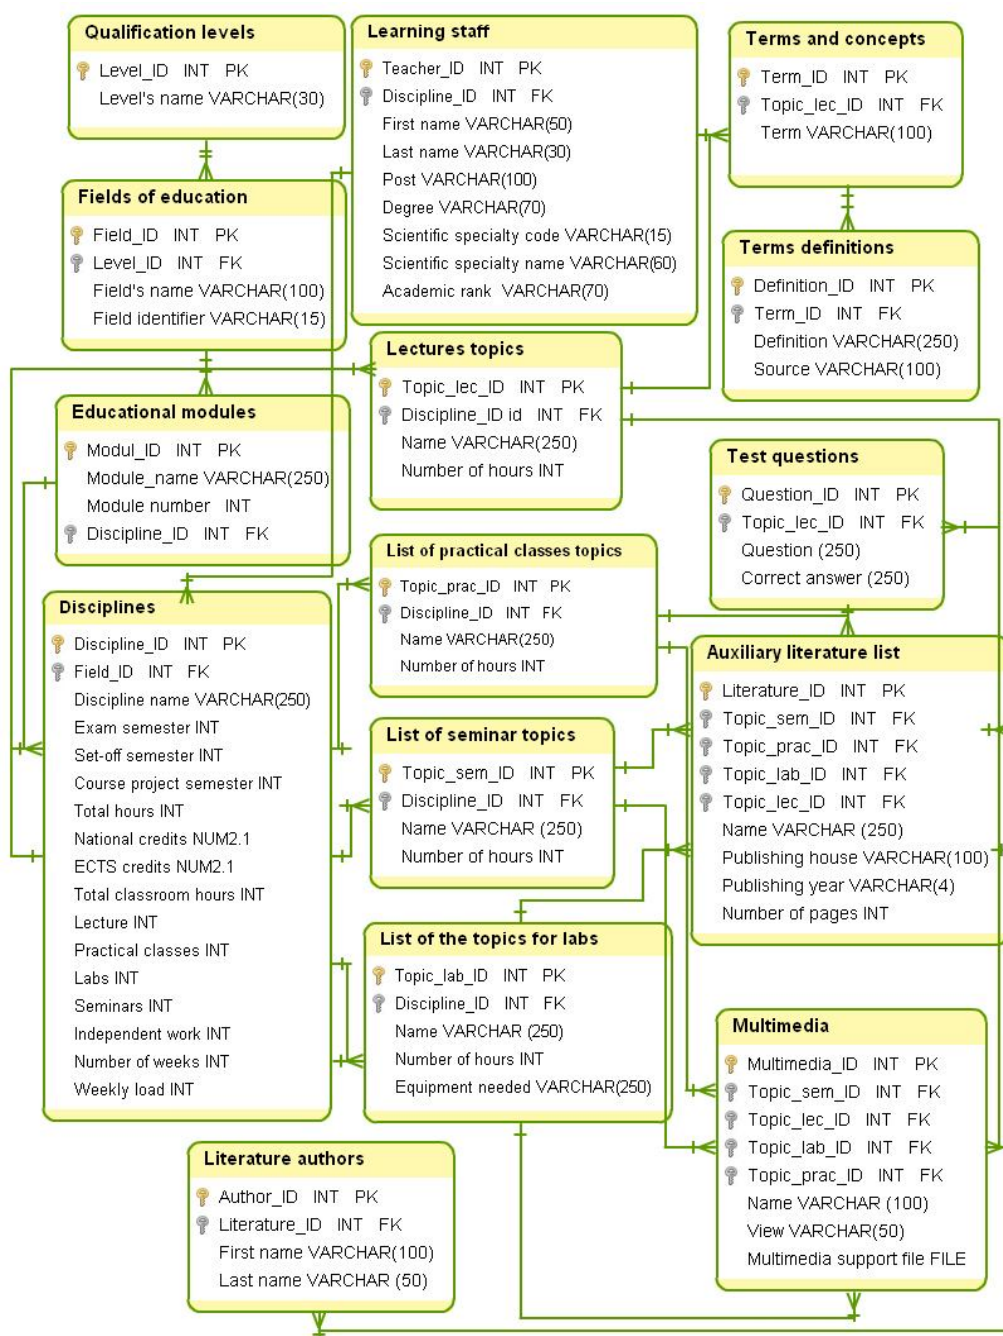 Qualification levels
Level_ID INT PK
Level's name VARCHAR(30)
Learning staff
Teacher_ID INT PK
Discipline_ID INT FK
First name VARCHAR(50)
Last name VARCHAR(30)
Post VARCHAR(100)
Degree VARCHAR(70)
Scientific specialty code VARCHAR(15)
Scientific specialty name VARCHAR(60)
Academic rank VARCHAR(70)
Terms and concepts
Term_ID INT PK
Topic_lec_ID INT FK
Term VARCHAR(100)
Fields of education
Field_ID INT PK
Level_ID INT FK
Field's name VARCHAR(100)
Field identifier VARCHAR(15)
Terms definitions
Definition_ID INT PK
Term_ID INT FK
Definition VARCHAR(250)
Source VARCHAR(100)
Lectures topics
Topic_lec_ID INT PK
Discipline_ID id INT FK
Name VARCHAR(250)
Number of hours INT
Educational modules
Modul_ID INT PK
Module_name VARCHAR(250)
Module number INT
Discipline_ID INT FK
Test questions
Question_ID INT PK
Topic_lec_ID INT FK
Question (250)
Correct answer (250)
List of practical classes topics
Topic_prac_ID INT PK
Discipline_ID INT FK
Name VARCHAR(250)
Number of hours INT
Disciplines
Discipline_ID INT PK
Field_ID INT FK
Discipline name VARCHAR(250)
Exam semester INT
Set-off semester INT
Course project semester INT
Total hours INT
National credits NUM2.1
ECTS credits NUM2.1
Total classroom hours INT
Lecture INT
Practical classes INT
Labs INT
Seminars INT
Independent work INT
Number of weeks INT
Weekly load INT
Auxiliary literature list
Literature_ID INT PK
Topic_sem_ID INT FK
Topic_prac_ID INT FK
Topic_lab_ID INT FK
Topic_lec_ID INT FK
Name VARCHAR (250)
Publishing house VARCHAR(100)
Publishing year VARCHAR(4)
Number of pages INT
List of seminar topics
Topic_sem_ID INT PK
Discipline_ID INT FK
Name VARCHAR (250)
Number of hours INT
List of the topics for labs
Topic_lab_ID INT PK
Discipline_ID INT FK
Name VARCHAR (250)
Number of hours INT
Equipment needed VARCHAR(250)
Multimedia
Multimedia_ID INT PK
Topic_sem_ID INT FK
Topic_lec_ID INT FK
Topic_lab_ID INT FK
Topic_prac_ID INT FK
Name VARCHAR (100)
View VARCHAR(50)
Multimedia support file FILE
Literature authors
Author_ID INT PK
Literature_ID INT FK
First name VARCHAR(100)
Last name VARCHAR (50)